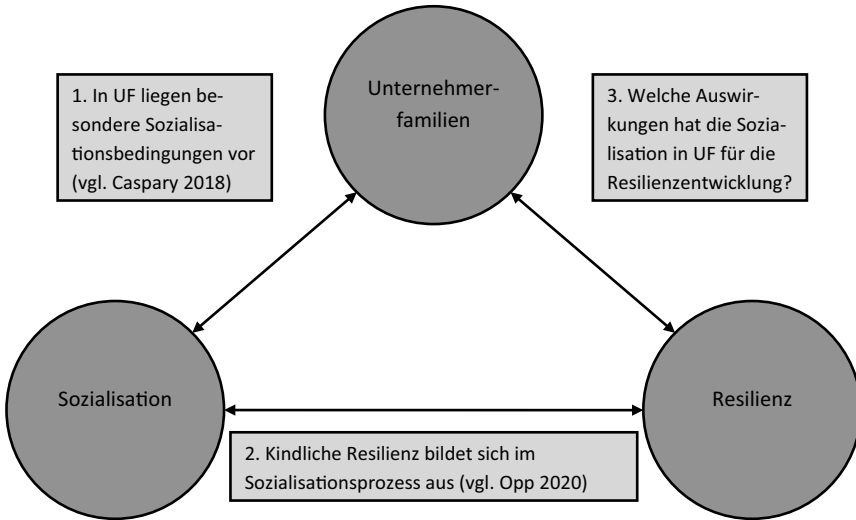 1. In UF liegen be-
sondere Sozialisa-
tionsbedingungen vor
(vgl. Caspary 2018)
Unternehmer-
familien
3. Welche Auswir-
kungen hat die Sozia-
lisation in UF für die
Resilienzentwicklung?
Sozialisation
Resilienz
2. Kindliche Resilienz bildet sich im
Sozialisationsprozess aus (vgl. Opp 2020)